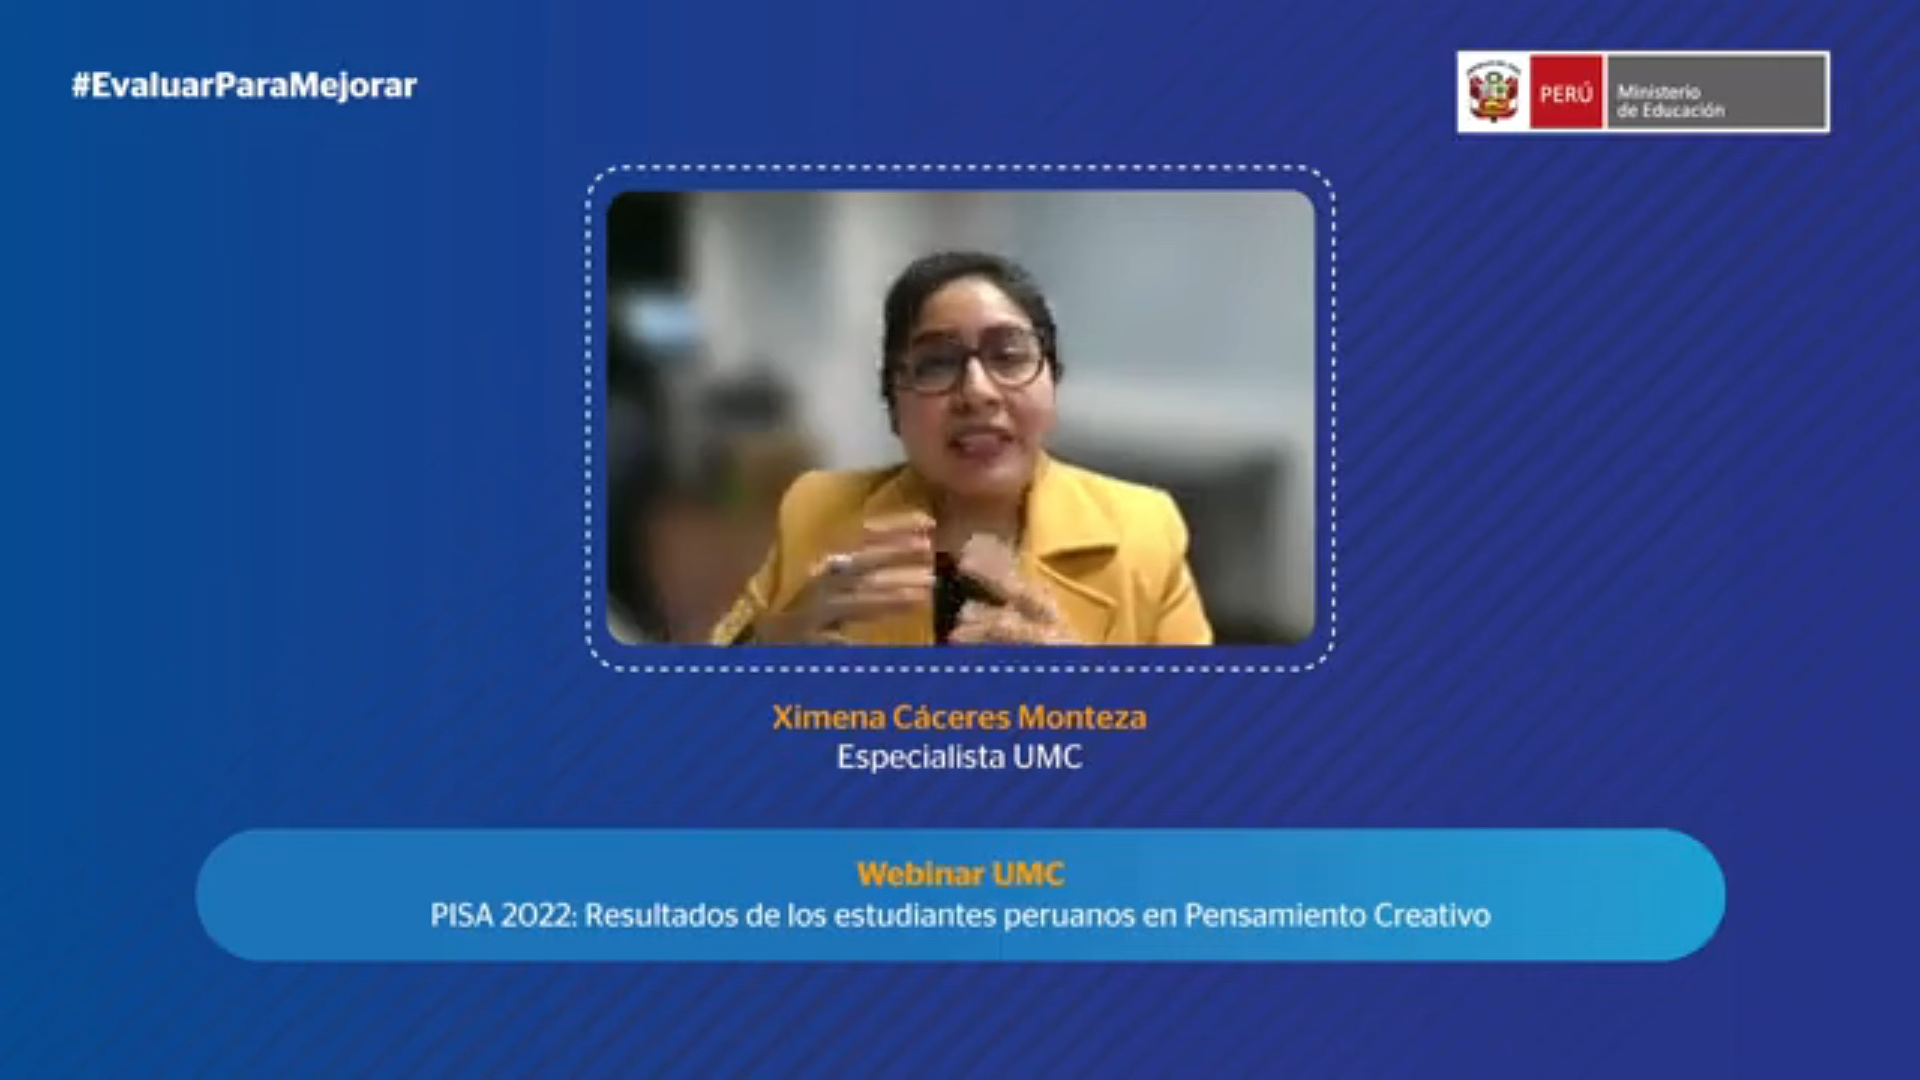 #EvaluarParaMejorar
PERÚ
Ministerio
de Educación
Ximena Cáceres Monteza
Especialista UMC
Webinar UMC
PISA 2022: Resultados de los estudiantes peruanos en Pensamiento Creativo